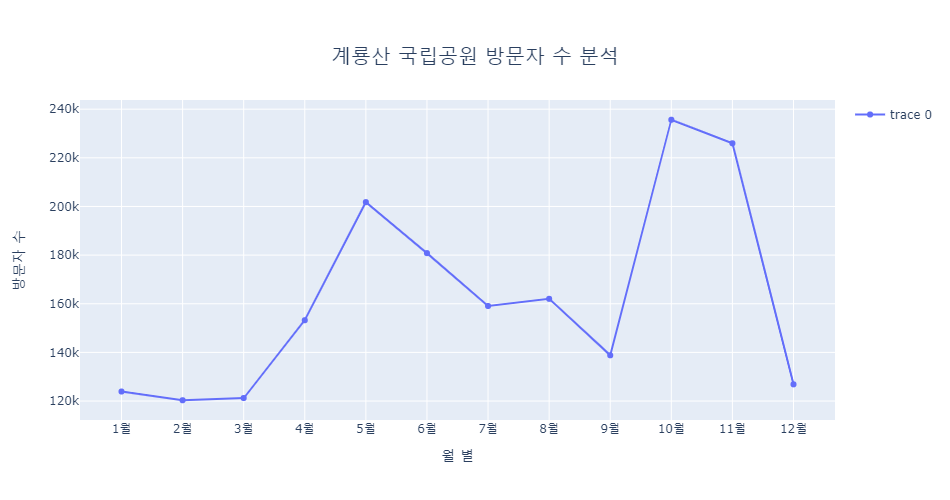 계룡산 국립공원 방문자 수 분석
240k
220k
200k
180k
160k
140k
120k
방문자 수
1월 2월 3월 4월 5월 6월 7월 8월 9월 10월 11월 12월
월 별
trace 0